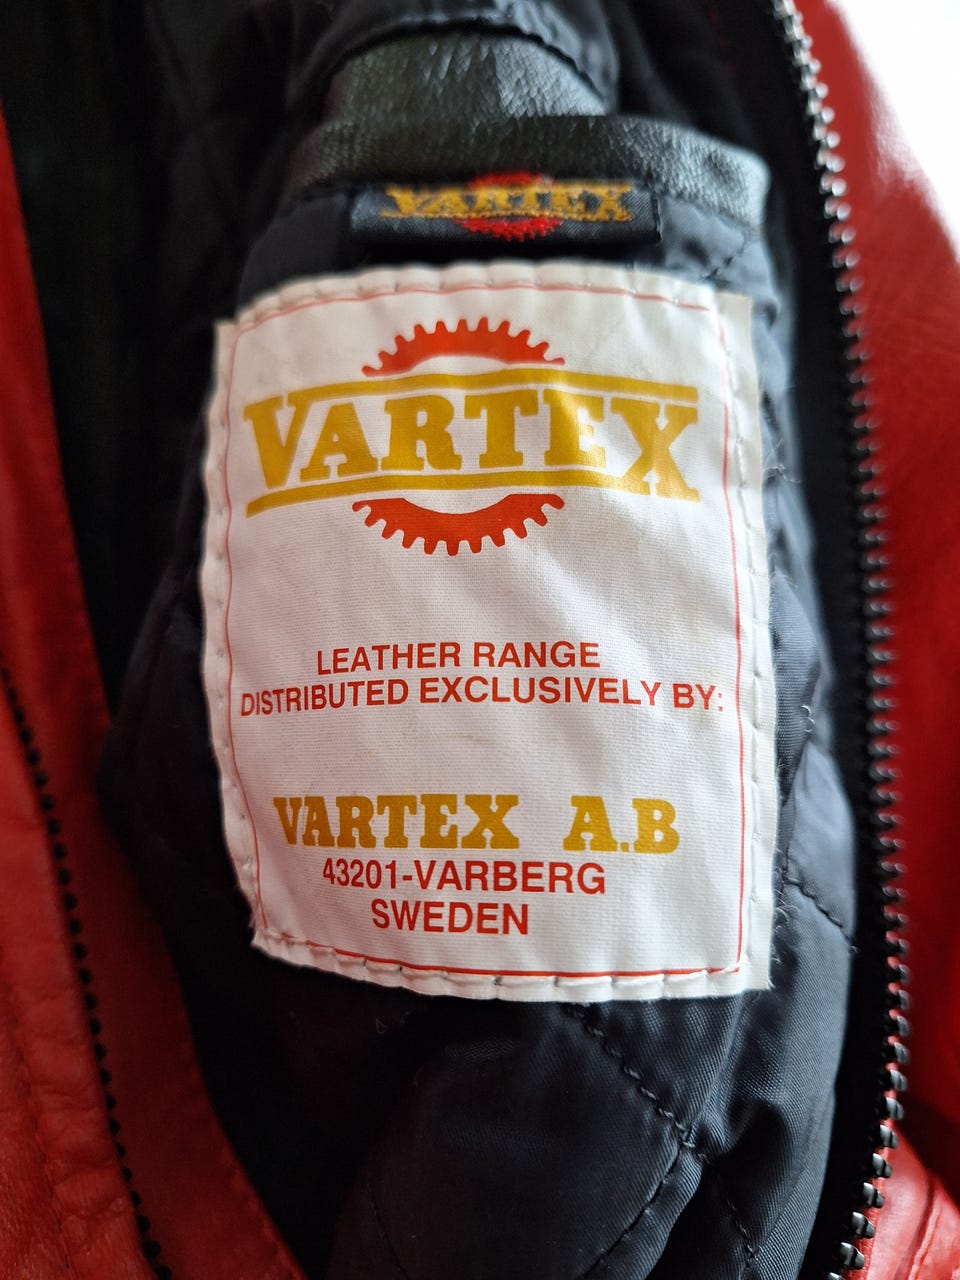 VARTEX
VARTEX
LEATHER RANGE
DISTRIBUTED EXCLUSIVELY BY:
VARTEX A.B
43201-VARBERG
SWEDEN